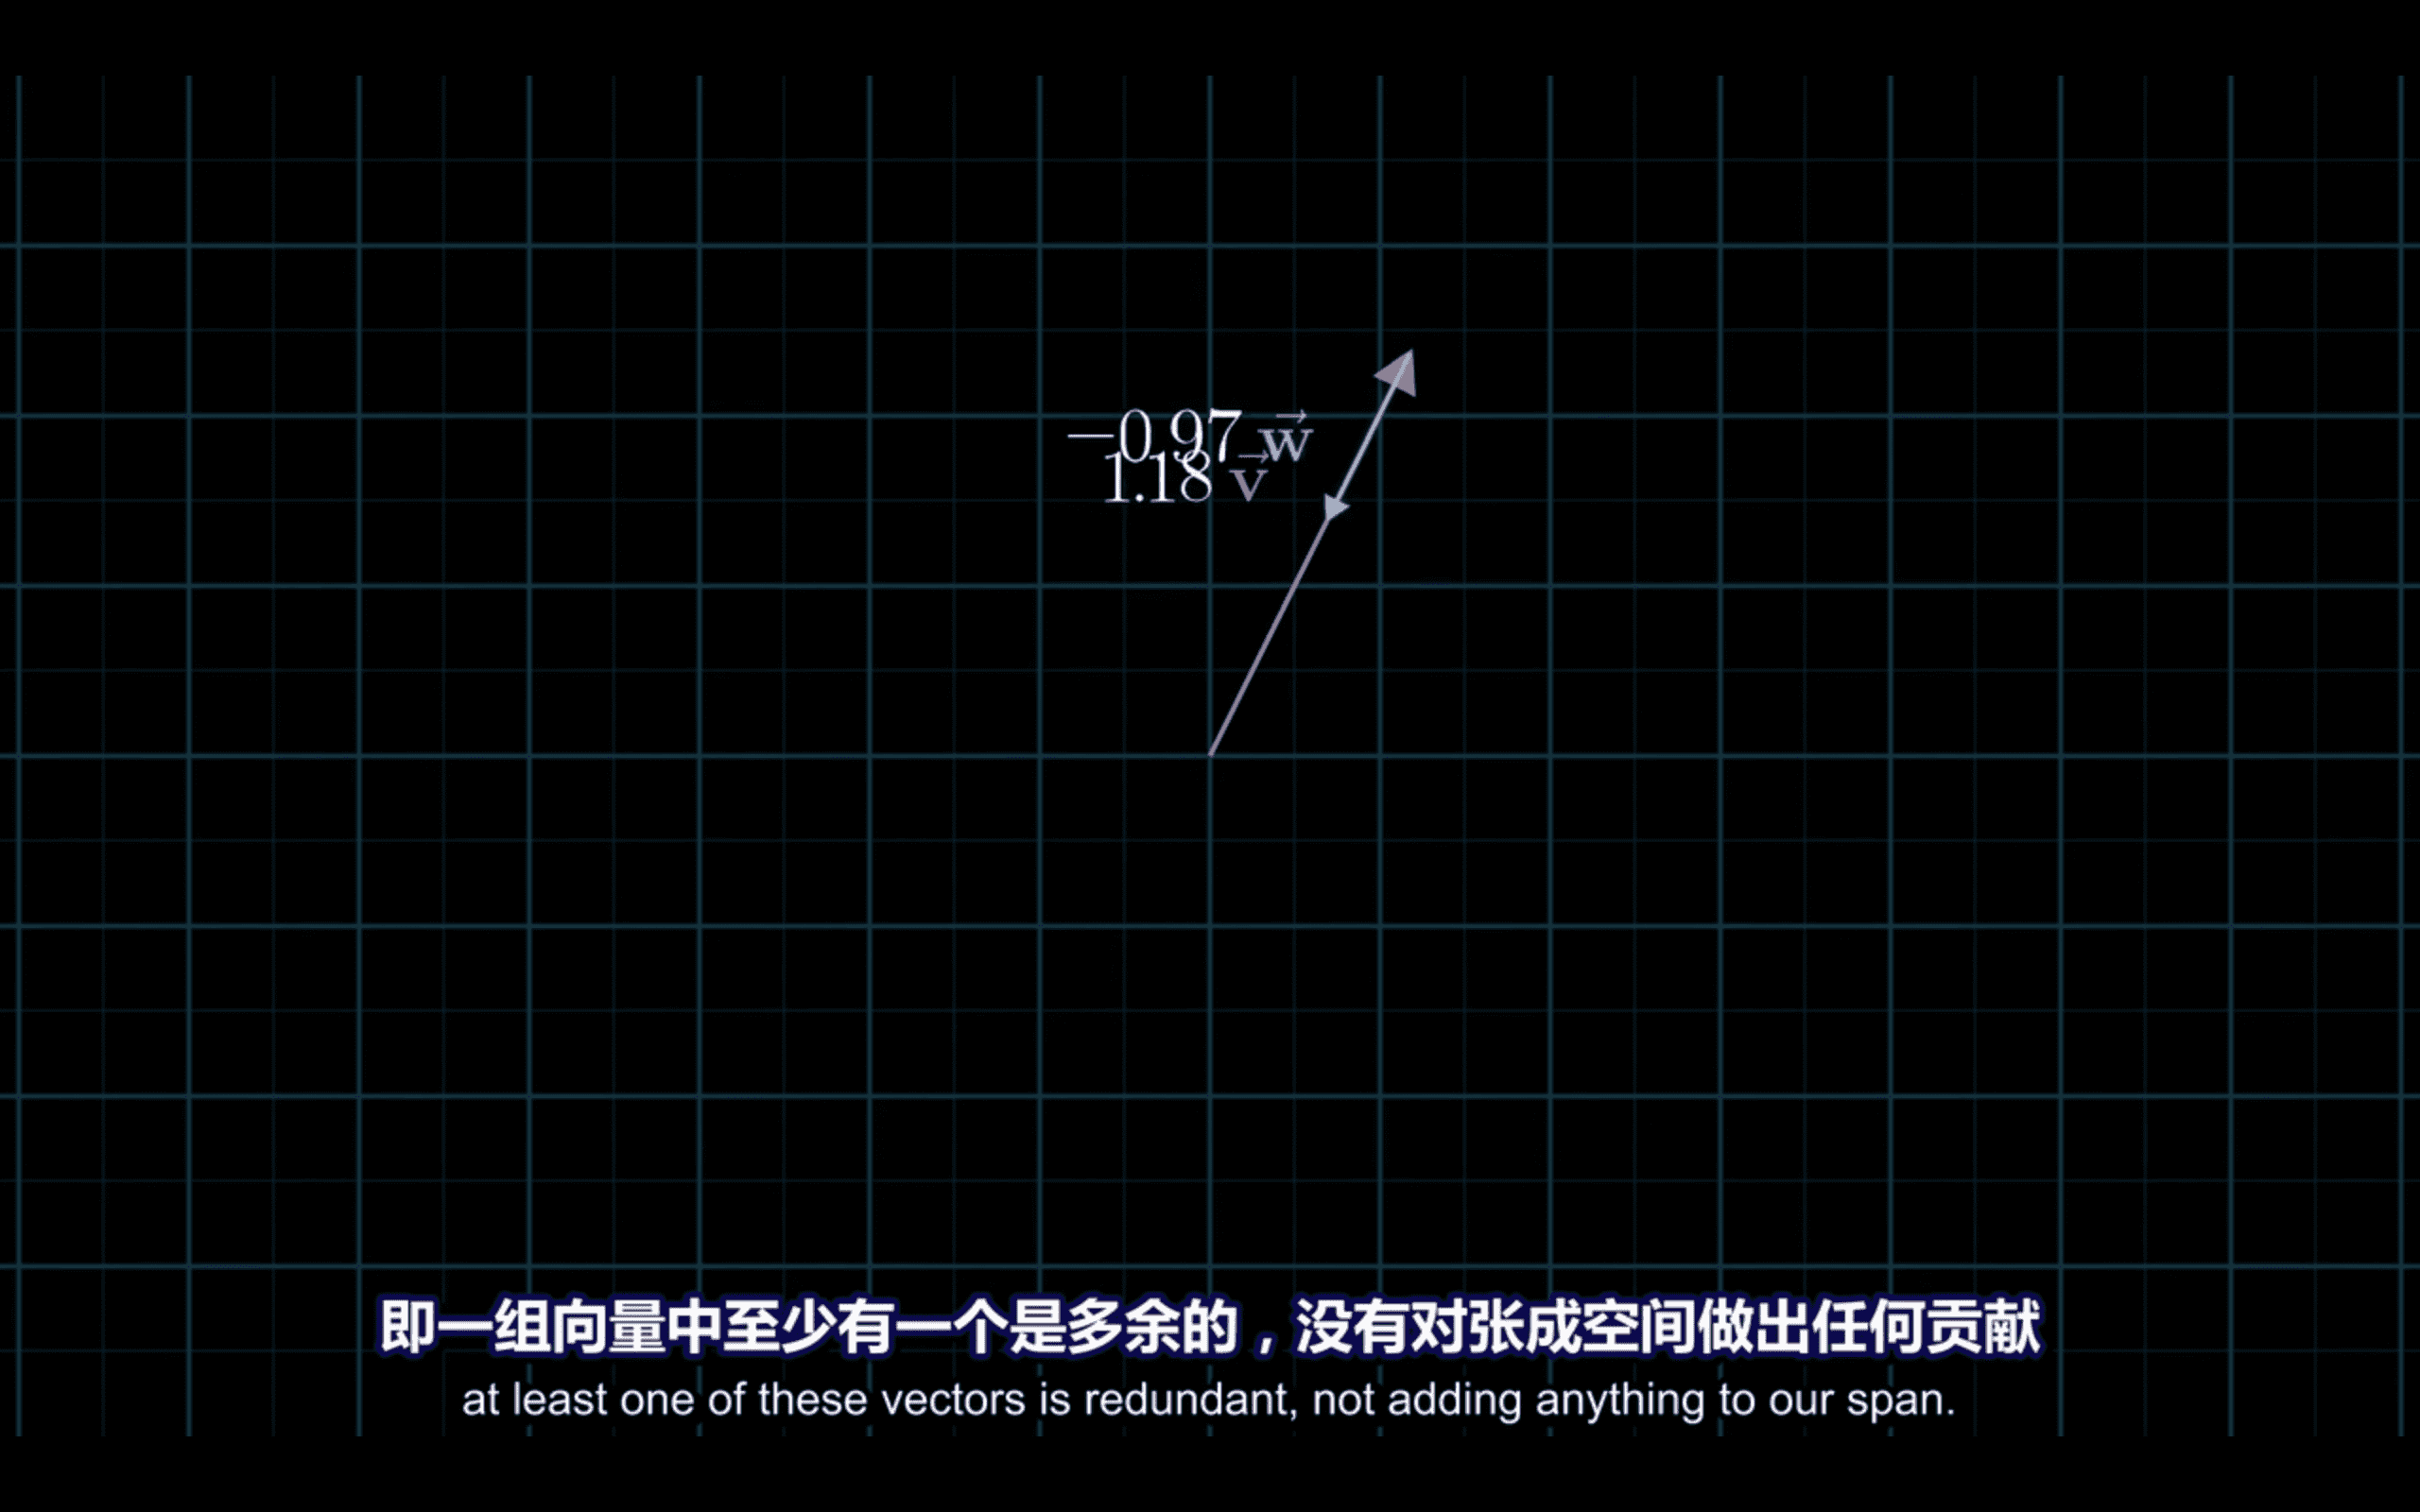 −0.97 w⃗
1.18 v⃗
即一组向量中至少有一个是多余的，没有对张成空间做出任何贡献
at least one of these vectors is redundant, not adding anything to our span.